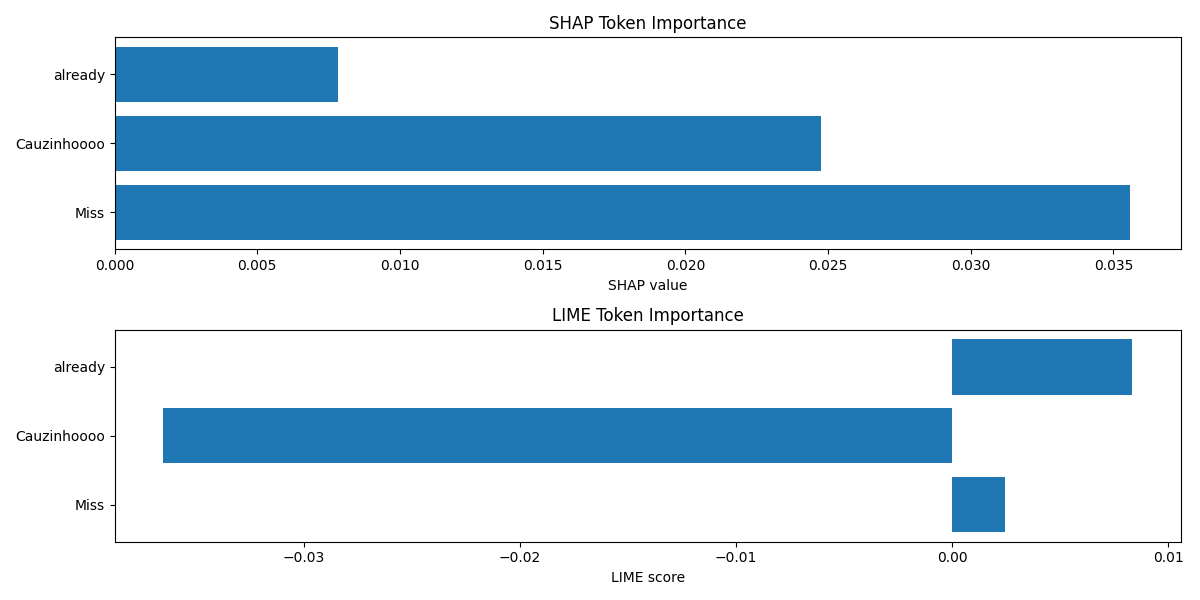 SHAP Token Importance
already
Cauzinhoooo
Miss
0.000 0.005 0.010 0.015 0.020 0.025 0.030 0.035
SHAP value
LIME Token Importance
already
Cauzinhoooo
Miss
−0.03 −0.02 −0.01 0.00 0.01
LIME score